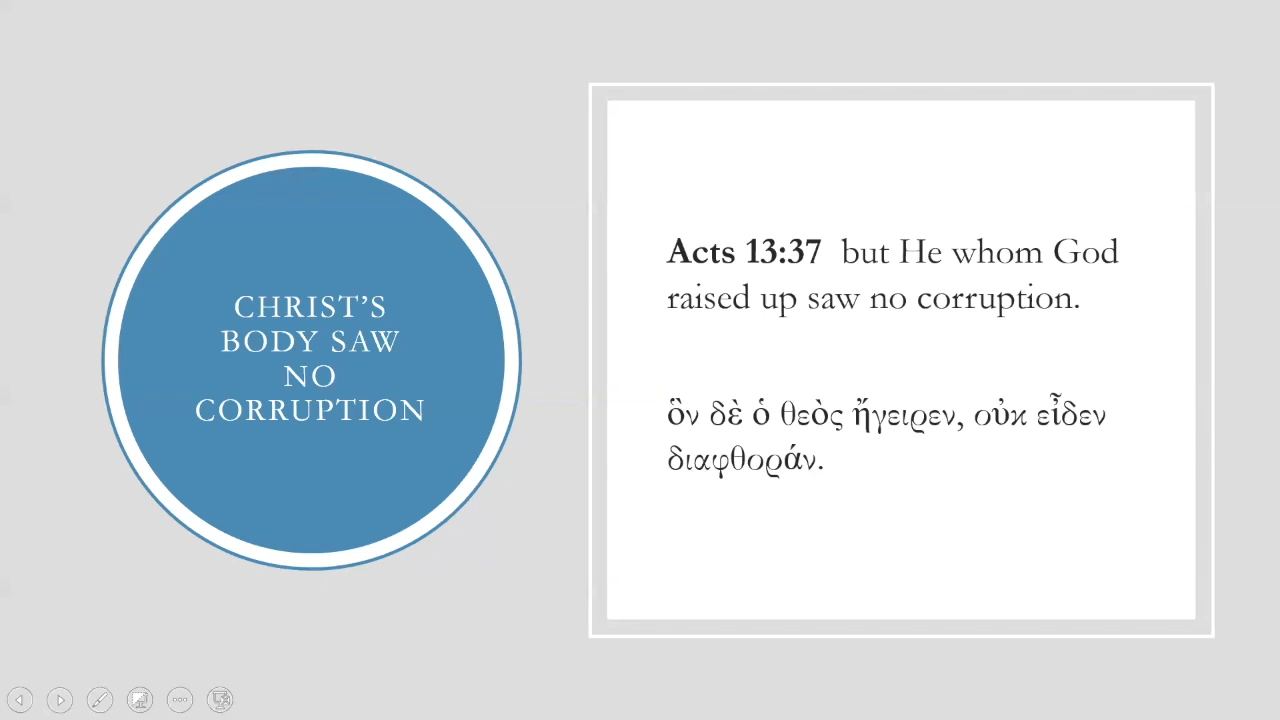 CHRIST'S
BODY SAW
NO
CORRUPTION
Acts 13:37 but He whom God
raised up saw no corruption.
ὃν δὲ ὁ θεὸς ἤγειρεν, οὐκ εἶδεν
διαφθοράν.